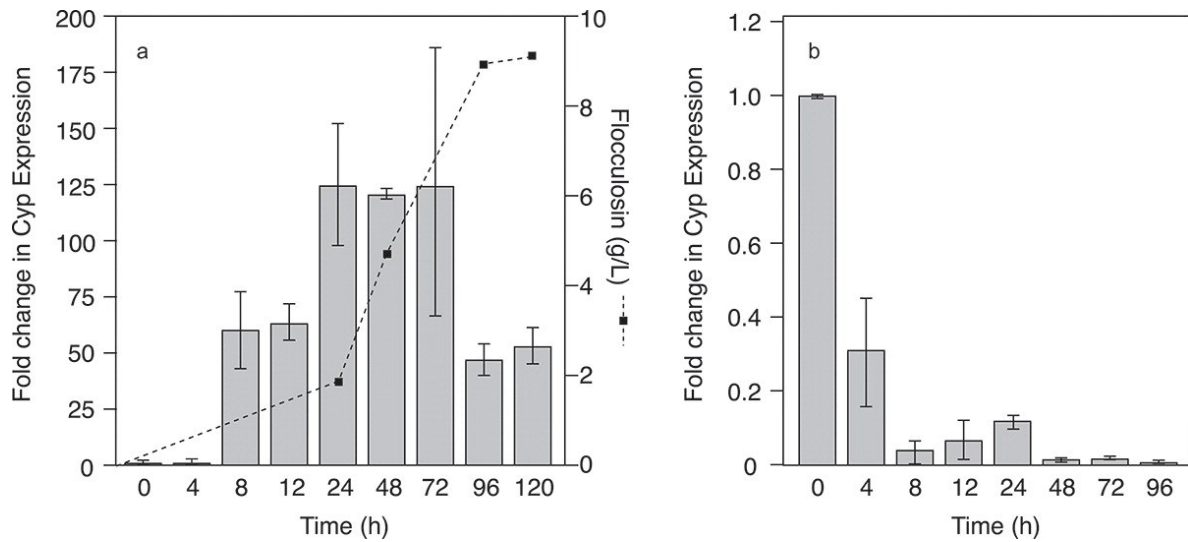 a
Fold change in Cyp Expression
200
175
150
125
100
75
50
25
0
10
8
6
4
2
0
Flocculosin (g/L)
0 4 8 12 24 48 72 96 120
Time (h)
b
Fold change in Cyp Expression
1.2
1.0
0.8
0.6
0.4
0.2
0
0 4 8 12 24 48 72 96
Time (h)